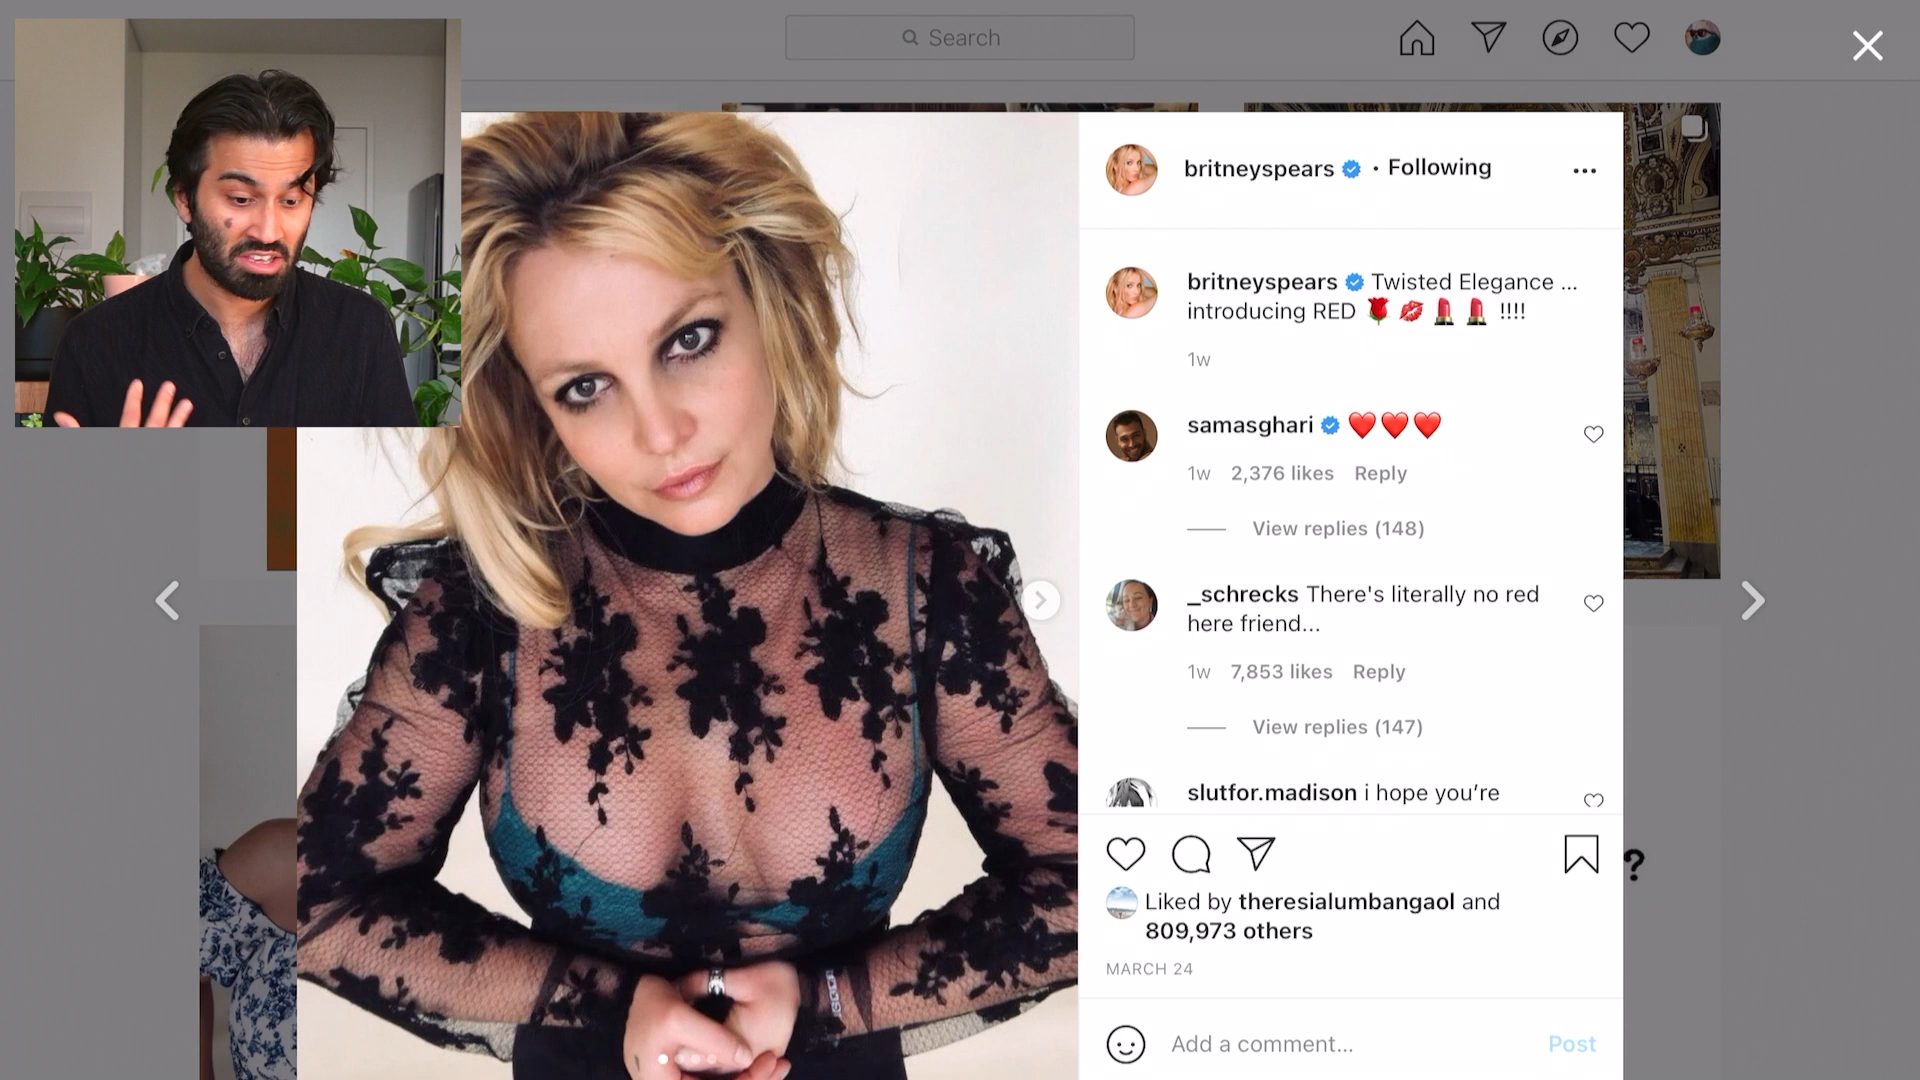 Search
britneyspears • Following
britneyspears Twisted Elegance ...
introducing RED 🌹 💋 💄 💄 !!!!
1w
samasghari ❤️❤️❤️
1w 2,376 likes Reply
View replies (148)
_schrecks There's literally no red
here friend...
1w 7,853 likes Reply
View replies (147)
slutfor.madison i hope you’re
?
Liked by theresialumbangaol and
809,973 others
MARCH 24
Add a comment... Post